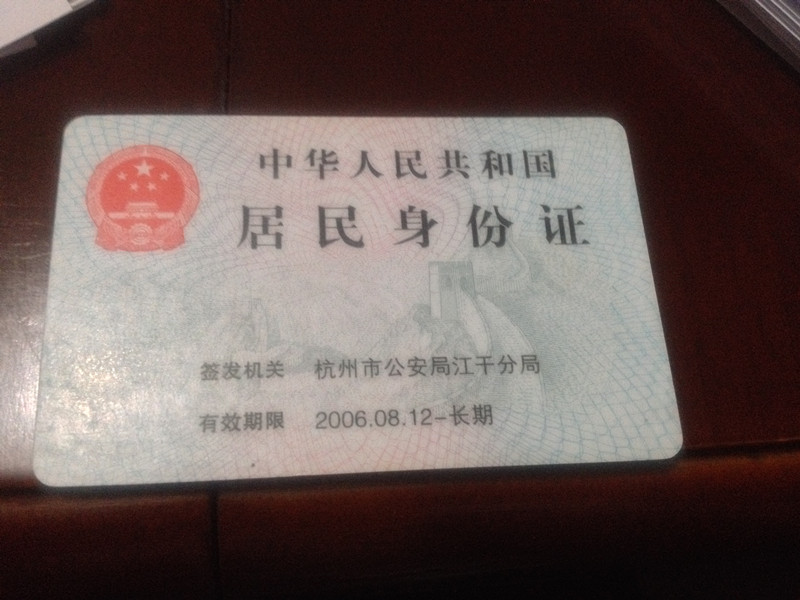 中华人民共和国
居民身份证
签发机关 杭州市公安局江干分局
有效期限 2006.08.12-长期